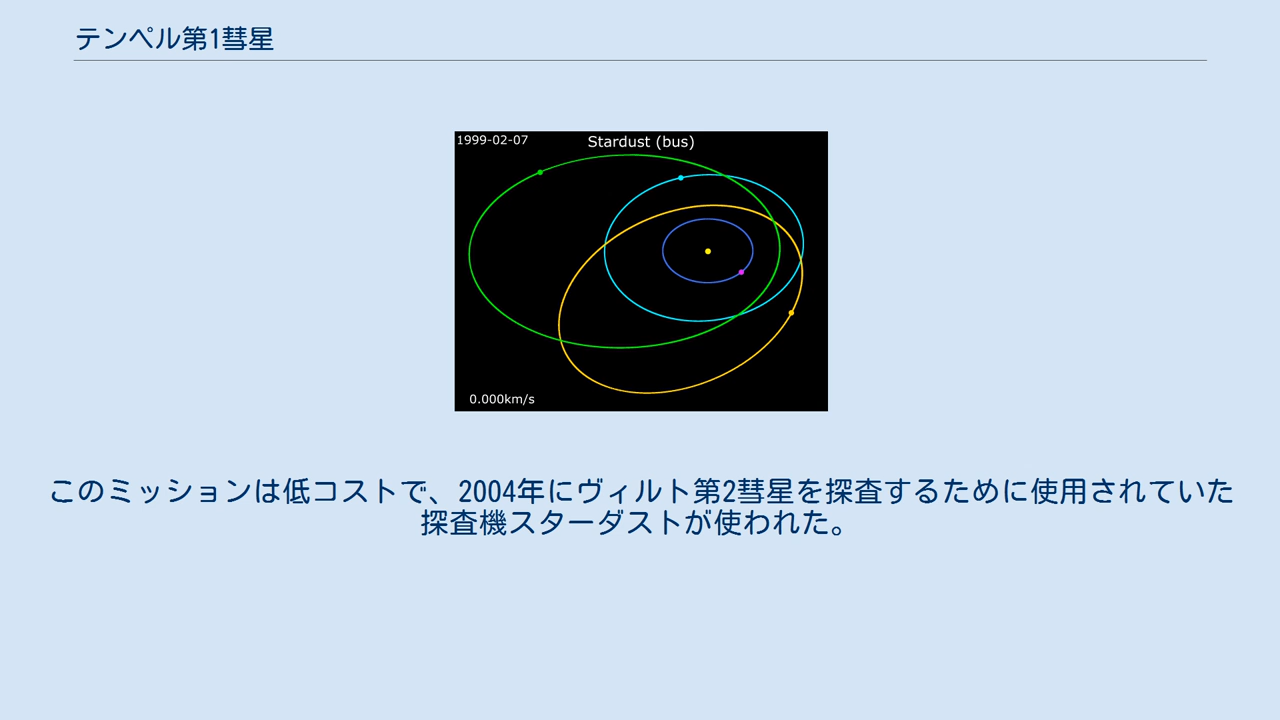 テンペル第1彗星
1999-02-07
Stardust (bus)
0.000km/s
このミッションは低コストで、2004年にヴィルト第2彗星を探査するために使用されていた
探査機スターダストが使われた。